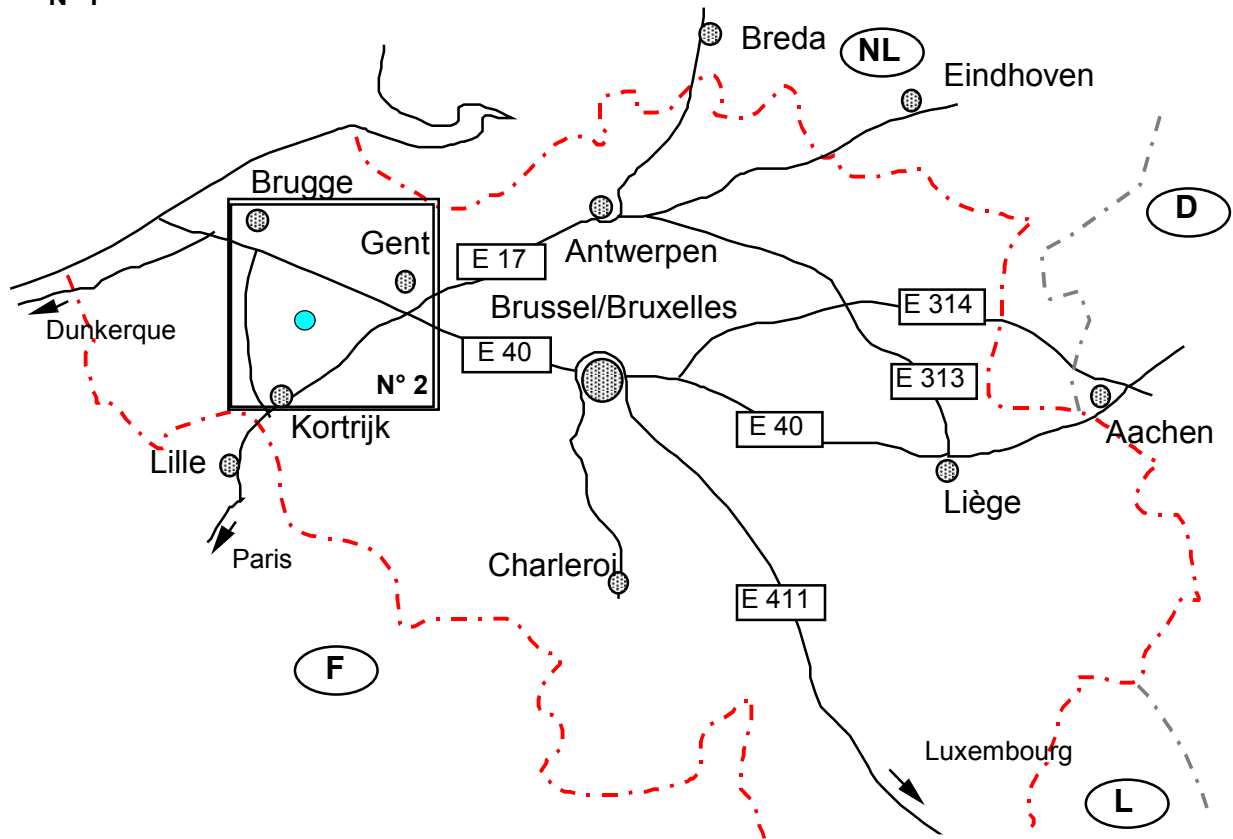 Breda
NL
Eindhoven
Brugge
D
Gent
E 17
Antwerpen
Brussel/Bruxelles
E 314
Dunkerque
E 40
E 313
N° 2
Kortrijk
E 40
Aachen
Lille
Liège
Paris
Charleroi
E 411
F
Luxembourg
L